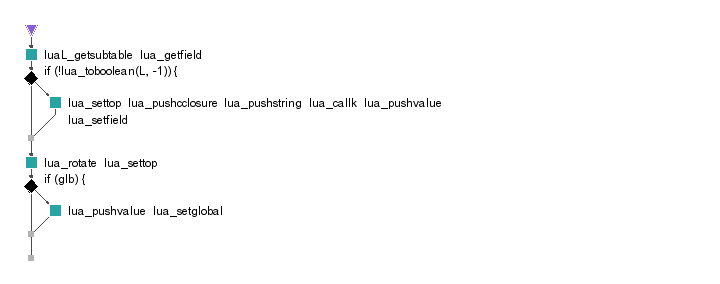 luaL_getsubtable lua_getfield
if (!lua_toboolean(L, -1)) {
lua_settop lua_pushcclosure lua_pushstring lua_callk lua_pushvalue
lua_setfield
lua_rotate lua_settop
if (glb) {
lua_pushvalue lua_setglobal